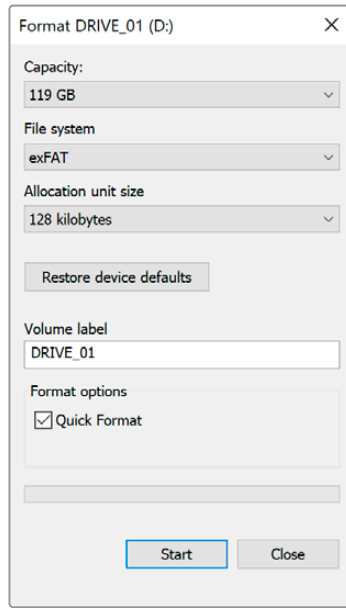 Format DRIVE_01 (D:)
Capacity:
119 GB
File system
exFAT
Allocation unit size
128 kilobytes
Restore device defaults
Volume label
DRIVE_01
Format options
Quick Format
Start Close